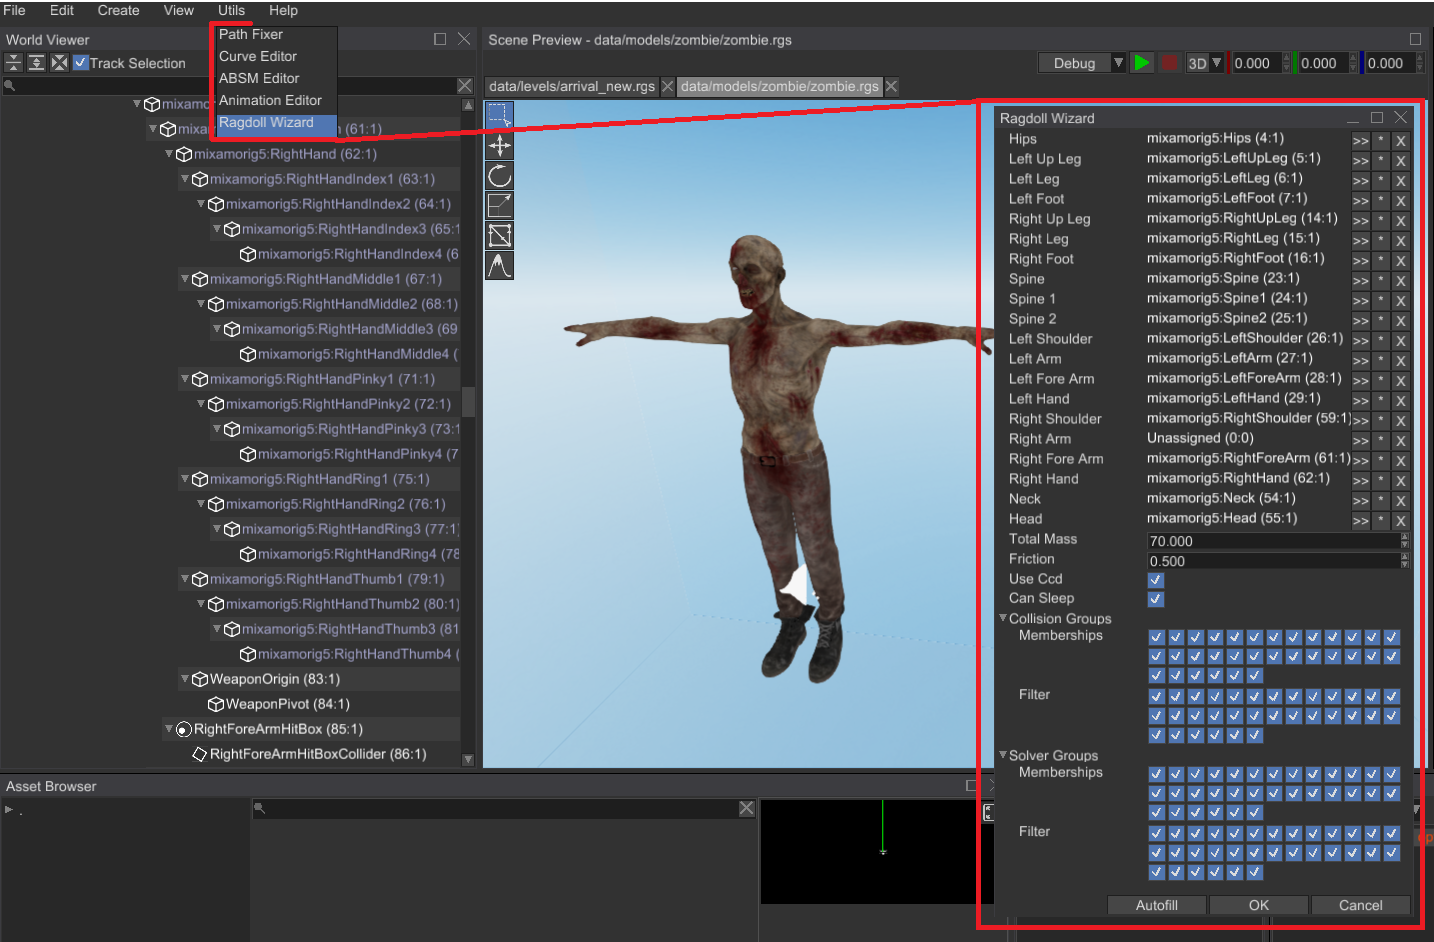 File Edit Create View Utils Help
Path Fixer
Curve Editor
ABSM Editor
Animation Editor
Ragdoll Wizard
World Viewer
Track Selection
mixamo
mixa (61:1)
mixamorig5:RightHand (62:1)
mixamorig5:RightHandIndex1 (63:1)
mixamorig5:RightHandIndex2 (64:1)
mixamorig5:RightHandIndex3 (65:1
mixamorig5:RightHandIndex4 (6
mixamorig5:RightHandMiddle1 (67:1)
mixamorig5:RightHandMiddle2 (68:1)
mixamorig5:RightHandMiddle3 (69
mixamorig5:RightHandMiddle4 (
mixamorig5:RightHandPinky1 (71:1)
mixamorig5:RightHandPinky2 (72:1)
mixamorig5:RightHandPinky3 (73:1
mixamorig5:RightHandPinky4 (7
mixamorig5:RightHandRing1 (75:1)
mixamorig5:RightHandRing2 (76:1)
mixamorig5:RightHandRing3 (77:1)
mixamorig5:RightHandRing4 (78
mixamorig5:RightHandThumb1 (79:1)
mixamorig5:RightHandThumb2 (80:1)
mixamorig5:RightHandThumb3 (81
mixamorig5:RightHandThumb4 (
WeaponOrigin (83:1)
WeaponPivot (84:1)
RightForeArmHitBox (85:1)
RightForeArmHitBoxCollider (86:1)
Scene Preview - data/models/zombie/zombie.rgs
Debug 3D 0.000 0.000 0.000
data/levels/arrival_new.rgs data/models/zombie/zombie.rgs
Ragdoll Wizard
Hips mixamorig5:Hips (4:1) >> * X
Left Up Leg mixamorig5:LeftUpLeg (5:1) >> * X
Left Leg mixamorig5:LeftLeg (6:1) >> * X
Left Foot mixamorig5:LeftFoot (7:1) >> * X
Right Up Leg mixamorig5:RightUpLeg (14:1) >> * X
Right Leg mixamorig5:RightLeg (15:1) >> * X
Right Foot mixamorig5:RightFoot (16:1) >> * X
Spine mixamorig5:Spine (23:1) >> * X
Spine 1 mixamorig5:Spine1 (24:1) >> * X
Spine 2 mixamorig5:Spine2 (25:1) >> * X
Left Shoulder mixamorig5:LeftShoulder (26:1) >> * X
Left Arm mixamorig5:LeftArm (27:1) >> * X
Left Fore Arm mixamorig5:LeftForeArm (28:1) >> * X
Left Hand mixamorig5:LeftHand (29:1) >> * X
Right Shoulder mixamorig5:RightShoulder (59:1) >> * X
Right Arm Unassigned (0:0) >> * X
Right Fore Arm mixamorig5:RightForeArm (61:1) >> * X
Right Hand mixamorig5:RightHand (62:1) >> * X
Neck mixamorig5:Neck (54:1) >> * X
Head mixamorig5:Head (55:1) >> * X
Total Mass 70.000
Friction 0.500
Use Ccd
Can Sleep
Collision Groups
Memberships
Filter
Solver Groups
Memberships
Filter
Autofill OK Cancel
Asset Browser
.